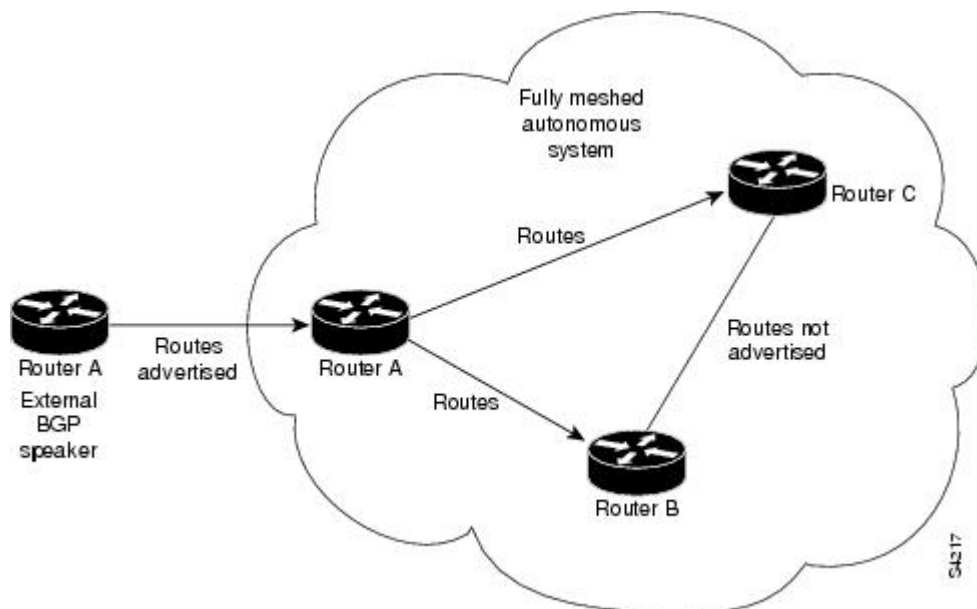 Fully meshed
autonomous
system
Router C
Routes
Routes not
advertised
Router A
Routes
advertised
Router A
External
BGP
speaker
Routes
Router B
S4217